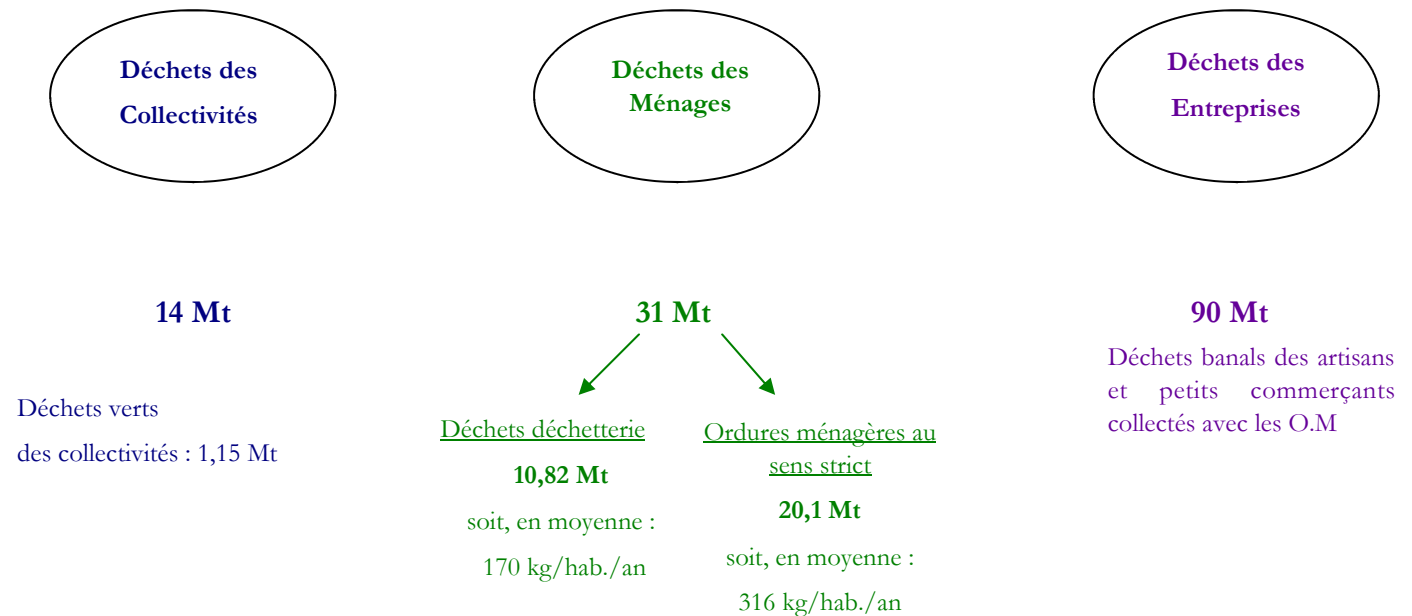 Déchets des
Collectivités
Déchets des
Ménages
Déchets des
Entreprises
14 Mt
Déchets verts
des collectivités : 1,15 Mt
31 Mt
Déchets déchetterie
10,82 Mt
soit, en moyenne :
170 kg/hab./an
Ordures ménagères au
sens strict
20,1 Mt
soit, en moyenne :
316 kg/hab./an
90 Mt
Déchets banals des artisans
et petits commerçants
collectés avec les O.M